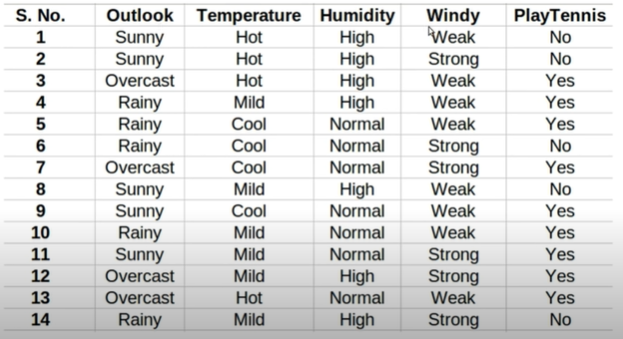 S. No. Outlook Temperature Humidity Windy PlayTennis
1 Sunny Hot High Weak No
2 Sunny Hot High Strong No
3 Overcast Hot High Weak Yes
4 Rainy Mild High Weak Yes
5 Rainy Cool Normal Weak Yes
6 Rainy Cool Normal Strong No
7 Overcast Cool Normal Strong Yes
8 Sunny Mild High Weak No
9 Sunny Cool Normal Weak Yes
10 Rainy Mild Normal Weak Yes
11 Sunny Mild Normal Strong Yes
12 Overcast Mild High Strong Yes
13 Overcast Hot Normal Weak Yes
14 Rainy Mild High Strong No